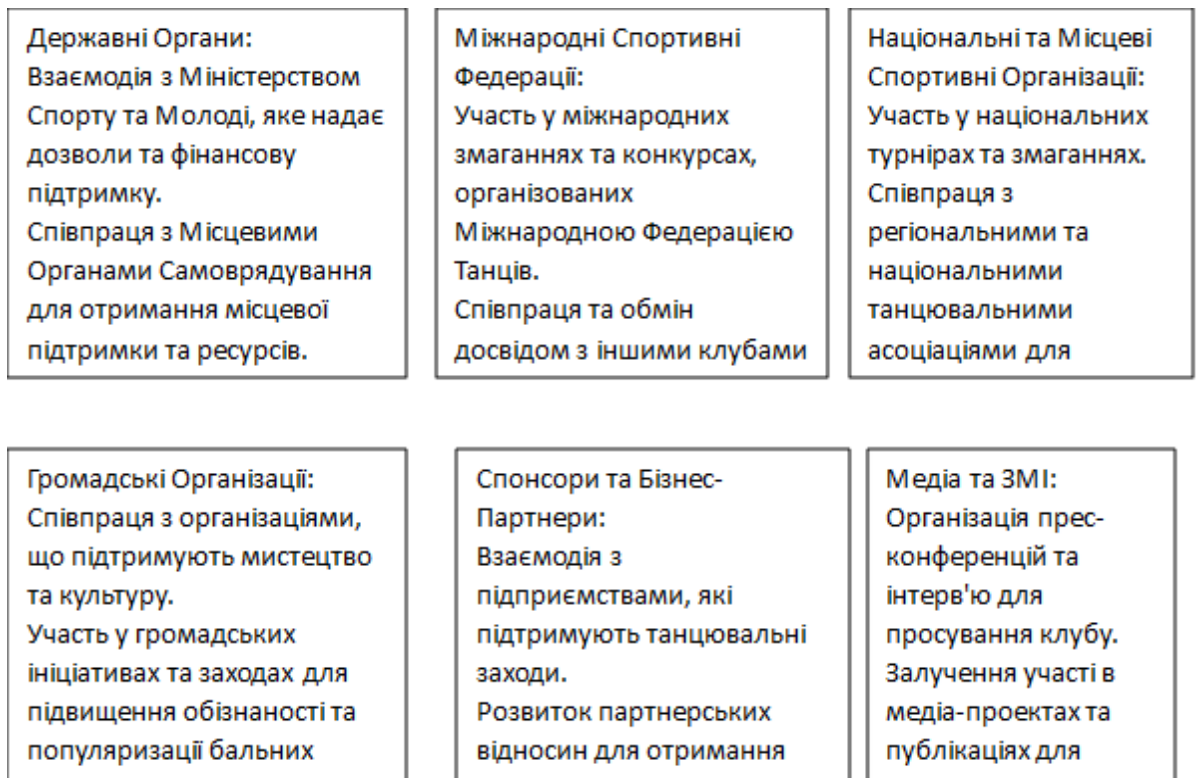 Державні Органи:
Взаємодія з Міністерством
Спорту та Молоді, яке надає
дозволи та фінансову
підтримку.
Співпраця з Місцевими
Органами Самоврядування
для отримання місцевої
підтримки та ресурсів.
Міжнародні Спортивні
Федерації:
Участь у міжнародних
змаганнях та конкурсах,
організованих
Міжнародною Федерацією
Танців.
Співпраця та обмін
досвідом з іншими клубами
Національні та Місцеві
Спортивні Організації:
Участь у національних
турнірах та змаганнях.
Співпраця з
регіональними та
національними
танцювальними
асоціаціями для
Громадські Організації:
Співпраця з організаціями,
що підтримують мистецтво
та культуру.
Участь у громадських
ініціативах та заходах для
підвищення обізнаності та
популяризації бальних
Спонсори та Бізнес-
Партнери:
Взаємодія з
підприємствами, які
підтримують танцювальні
заходи.
Розвиток партнерських
відносин для отримання
Медіа та ЗМІ:
Організація прес-
конференцій та
інтерв'ю для
просування клубу.
Залучення участі в
медіа-проектах та
публікаціях для